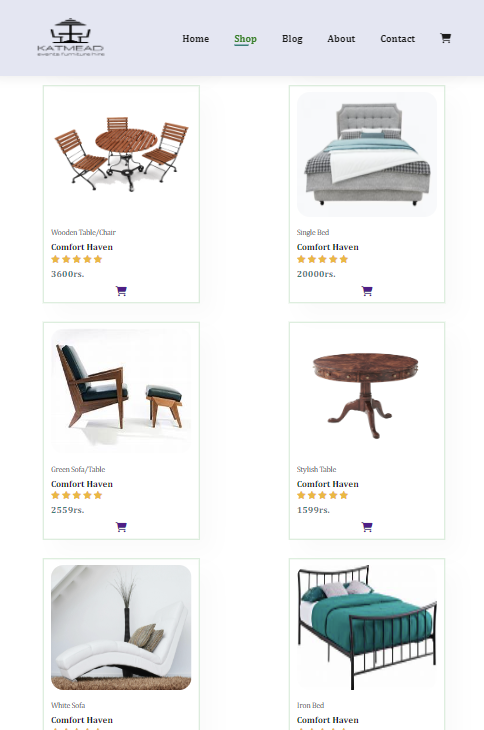 KATMEAD
events furniture hire
Home
Shop
Blog
About
Contact
Wooden Table/Chair
Comfort Haven
3600rs.
Single Bed
Comfort Haven
20000rs.
Green Sofa/Table
Comfort Haven
2559rs.
Stylish Table
Comfort Haven
1599rs.
White Sofa
Comfort Haven
Iron Bed
Comfort Haven